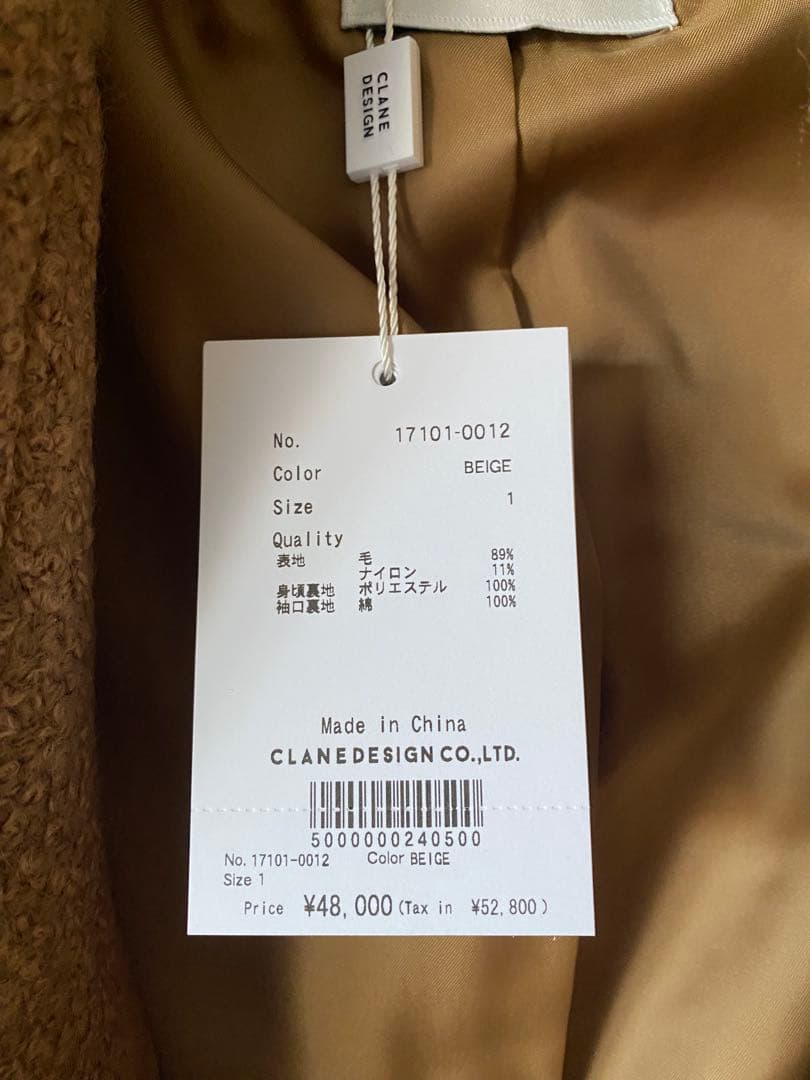 CLANE
DESIGN
No. 17101-0012
Color BEIGE
Size 1
Quality
表地 毛 89%
ナイロン 11%
身頃裏地 ポリエステル 100%
袖口裏地 綿 100%
Made in China
CLANEDESIGN CO.,LTD.
5000000240500
No. 17101-0012 Color BEIGE
Size 1
Price ¥48,000 (Tax in ¥52,800)